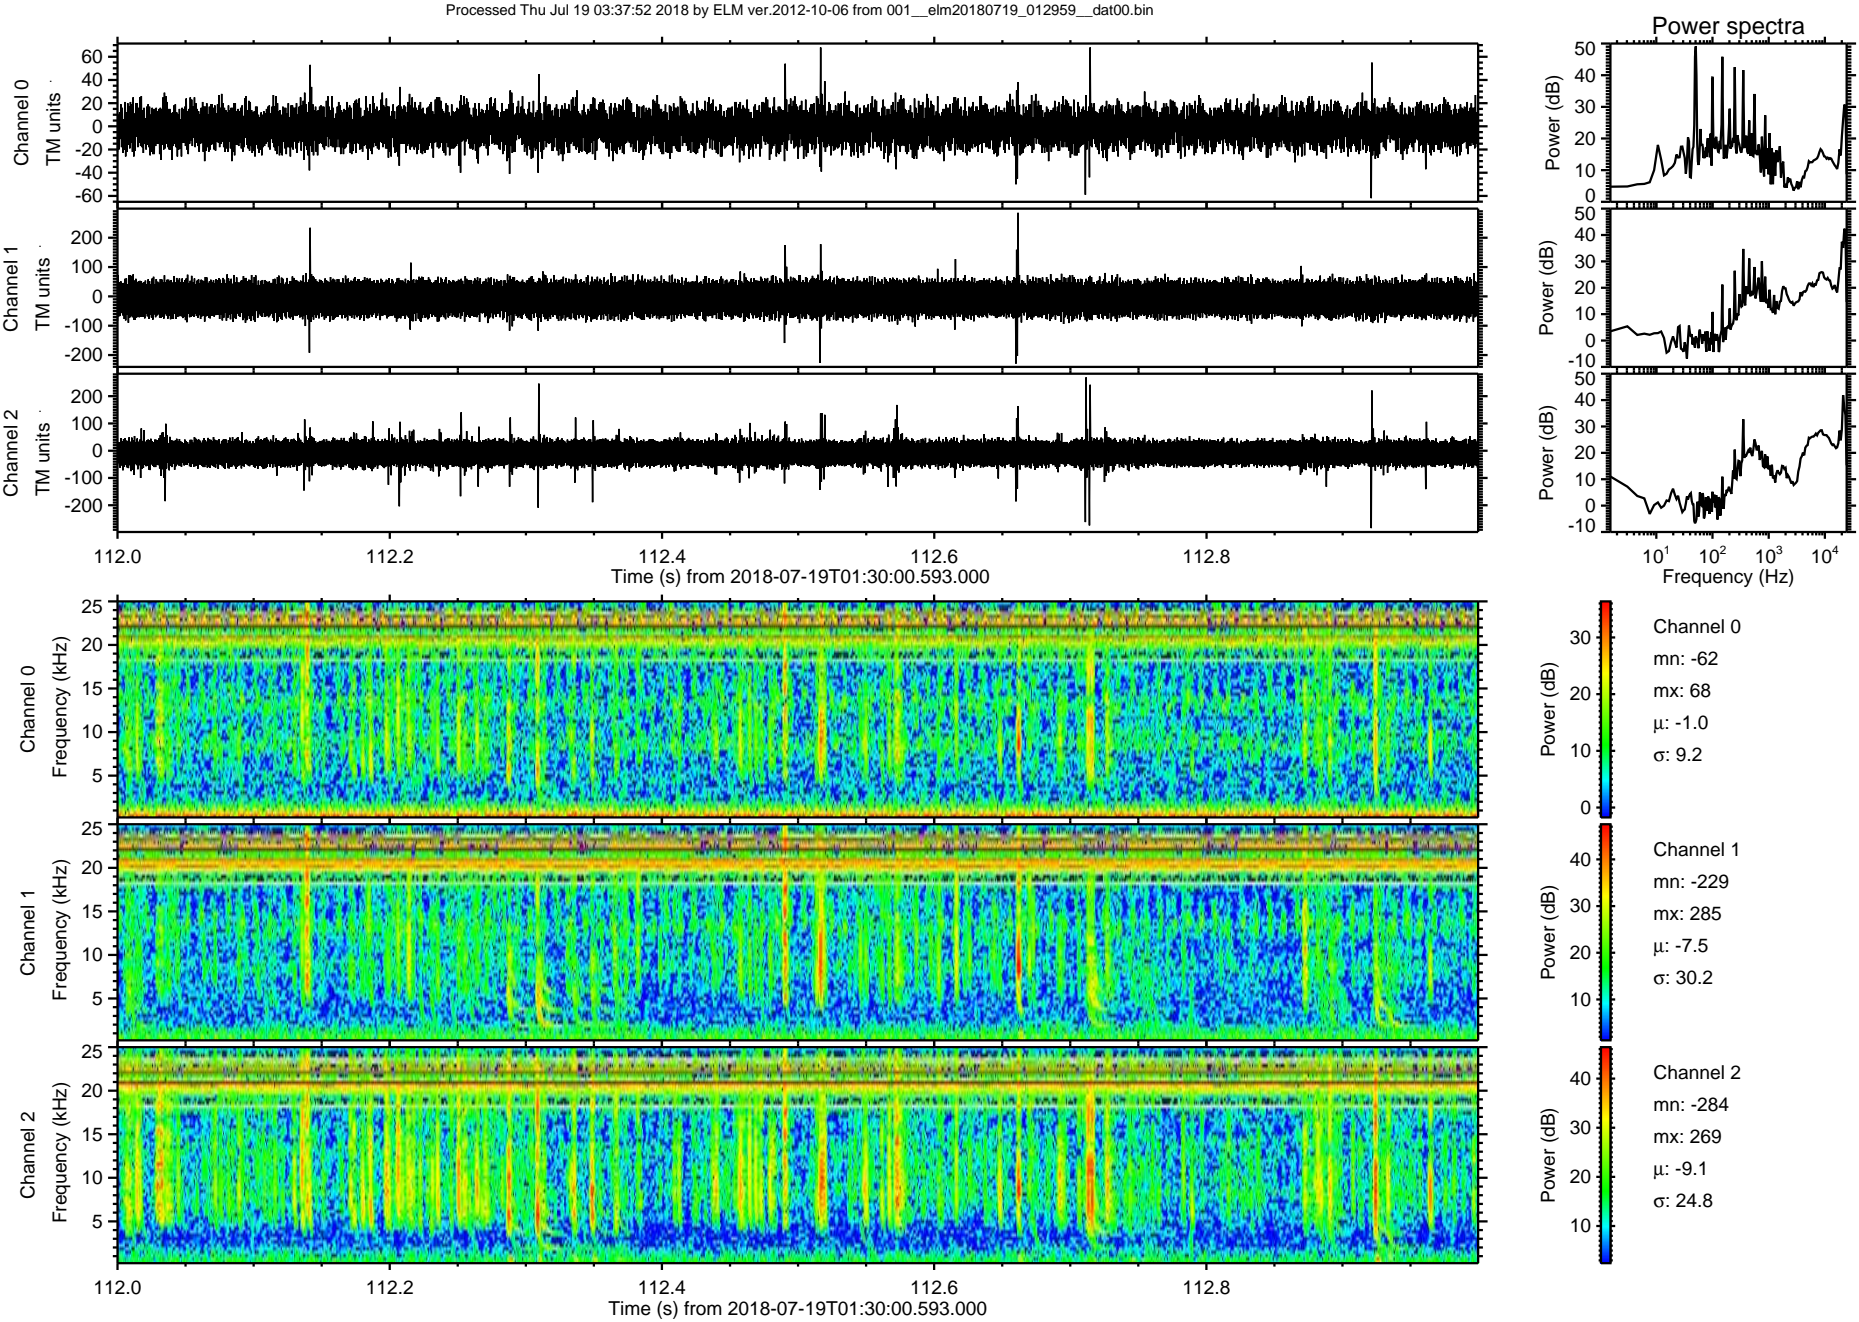 Processed Thu Jul 19 03:37:52 2018 by ELM ver.2012-10-06 from 001__elm20180719_012959__dat00.bin
Power spectra
Channel 0
TM units
60
40
20
0
-20
-40
-60
Power (dB)
50
40
30
20
10
0
Channel 1
TM units
200
100
0
-100
-200
Power (dB)
50
40
30
20
10
0
-10
Channel 2
TM units
200
100
0
-100
-200
Power (dB)
50
40
30
20
10
0
-10
112.0 112.2 112.4 112.6 112.8
Time (s) from 2018-07-19T01:30:00.593.000
10^1 10^2 10^3 10^4
Frequency (Hz)
Channel 0
Frequency (kHz)
25
20
15
10
5
Power (dB)
30
20
10
0
Channel 0
mn: -62
mx: 68
μ: -1.0
σ: 9.2
Channel 1
Frequency (kHz)
25
20
15
10
5
Power (dB)
40
30
20
10
Channel 1
mn: -229
mx: 285
μ: -7.5
σ: 30.2
Channel 2
Frequency (kHz)
25
20
15
10
5
Power (dB)
40
30
20
10
Channel 2
mn: -284
mx: 269
μ: -9.1
σ: 24.8
112.0 112.2 112.4 112.6 112.8
Time (s) from 2018-07-19T01:30:00.593.000